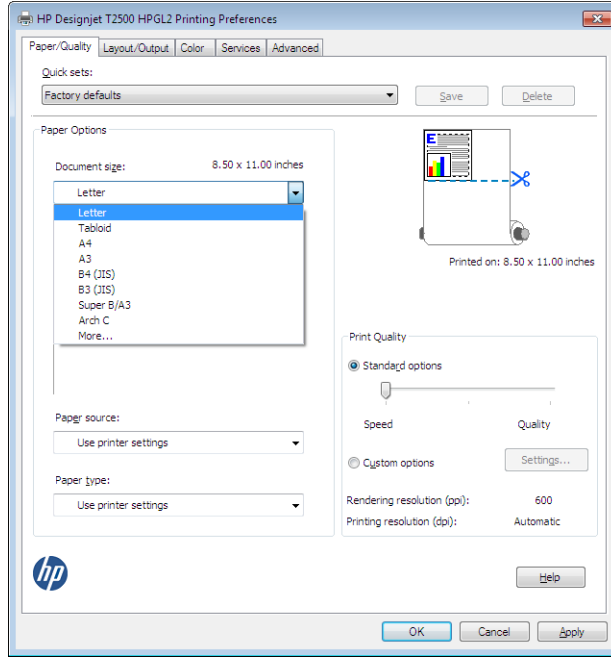 HP Designjet T2500 HPGL2 Printing Preferences
Paper/Quality Layout/Output Color Services Advanced
Quick sets:
Factory defaults
Save Delete
Paper Options
Document size: 8.50 x 11.00 inches
Letter
Letter
Tabloid
A4
A3
B4 (JIS)
B3 (JIS)
Super B/A3
Arch C
More...
E
Printed on: 8.50 x 11.00 inches
Print Quality
Standard options
Speed Quality
Custom options Settings...
Rendering resolution (ppi): 600
Printing resolution (dpi): Automatic
Paper source:
Use printer settings
Paper type:
Use printer settings
hp
Help
OK Cancel Apply